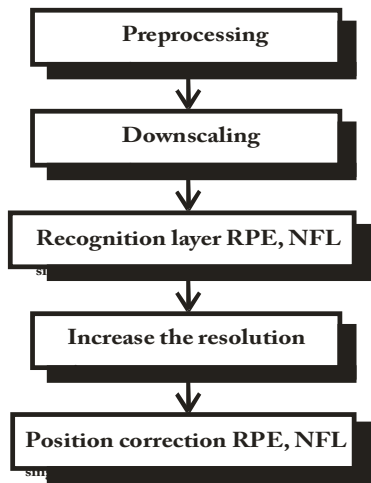 Preprocessing
Downscaling
Recognition layer RPE, NFL
Increase the resolution
Position correction RPE, NFL